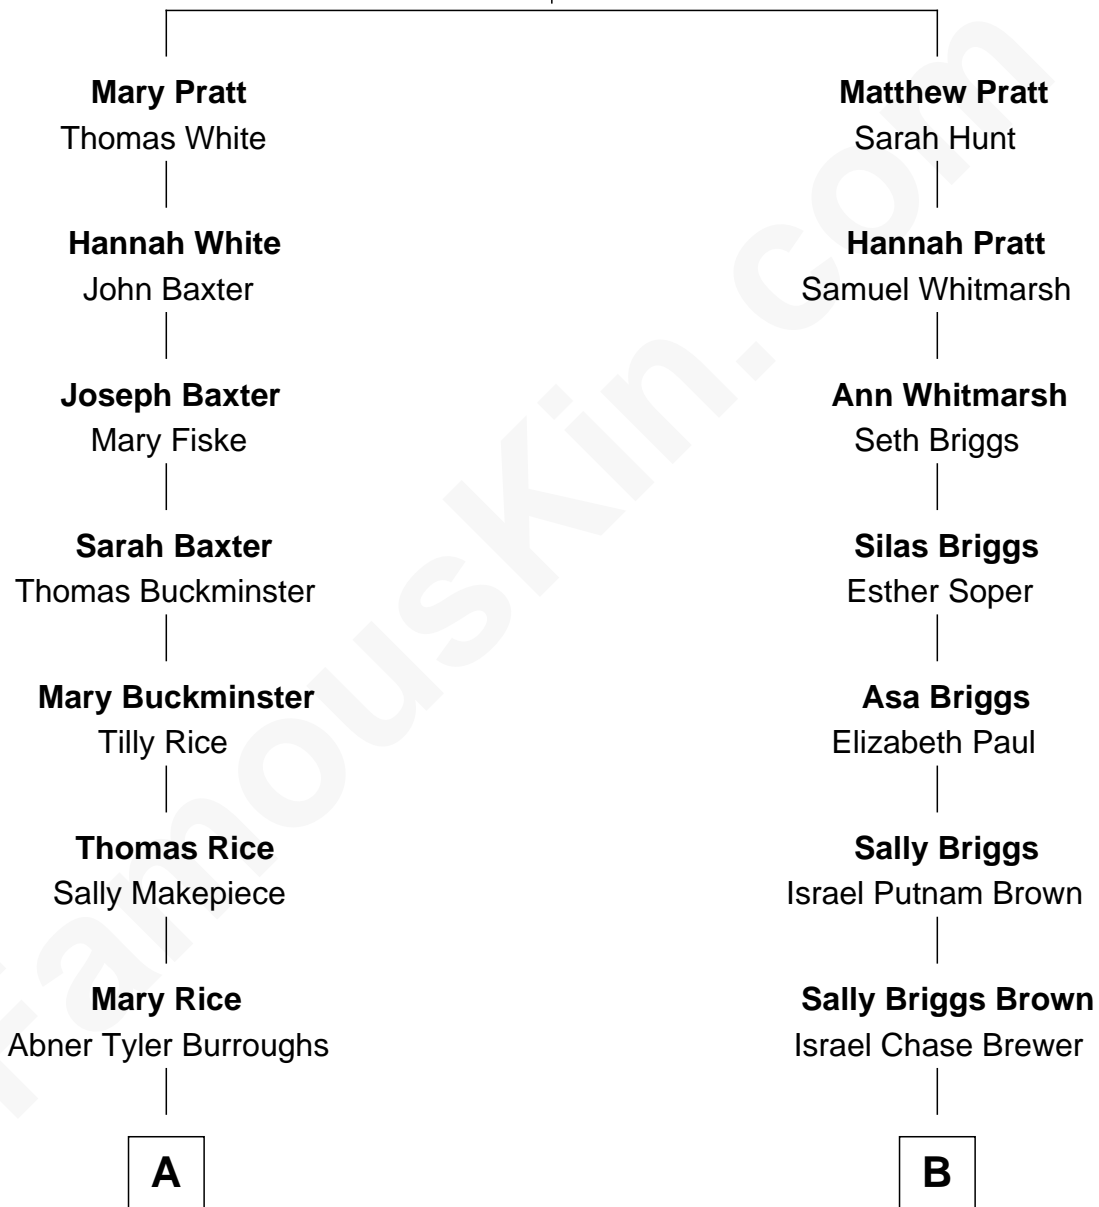 Mary Pratt
Thomas White
Hannah White
John Baxter
Joseph Baxter
Mary Fiske
Sarah Baxter
Thomas Buckminster
Mary Buckminster
Tilly Rice
Thomas Rice
Sally Makepiece
Mary Rice
Abner Tyler Burroughs
A
Matthew Pratt
Sarah Hunt
Hannah Pratt
Samuel Whitmarsh
Ann Whitmarsh
Seth Briggs
Silas Briggs
Esther Soper
Asa Briggs
Elizabeth Paul
Sally Briggs
Israel Putnam Brown
Sally Briggs Brown
Israel Chase Brewer
B
FamousKin.com